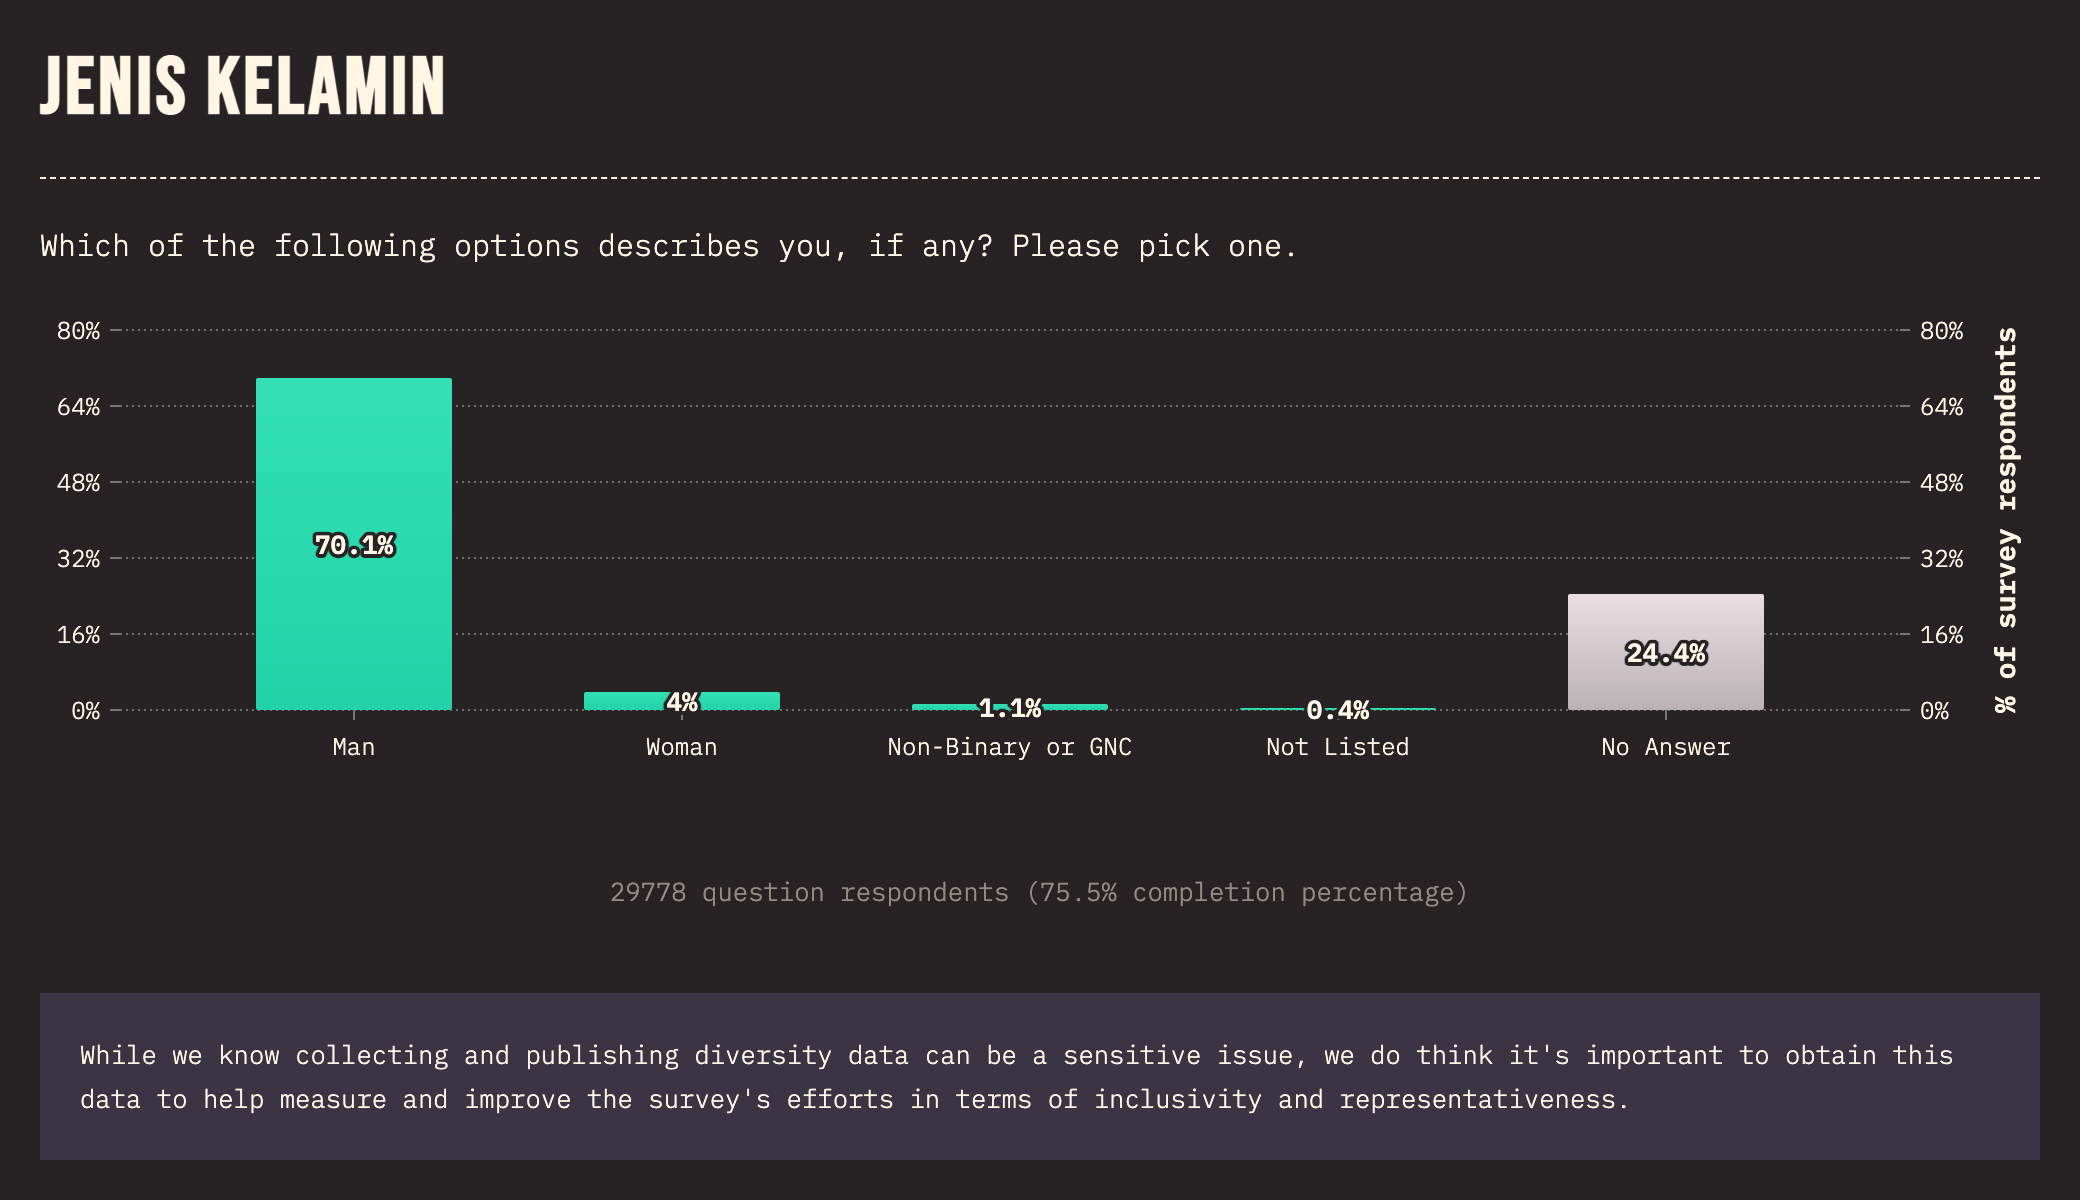 JENIS KELAMIN
Which of the following options describes you, if any? Please pick one.
80% 80%
64% 64%
48% 48%
32% 32%
16% 16%
0% 0%
% of survey respondents
70.1%
4%
1.1%
0.4%
24.4%
Man Woman Non-Binary or GNC Not Listed No Answer
29778 question respondents (75.5% completion percentage)
While we know collecting and publishing diversity data can be a sensitive issue, we do think it's important to obtain this
data to help measure and improve the survey's efforts in terms of inclusivity and representativeness.